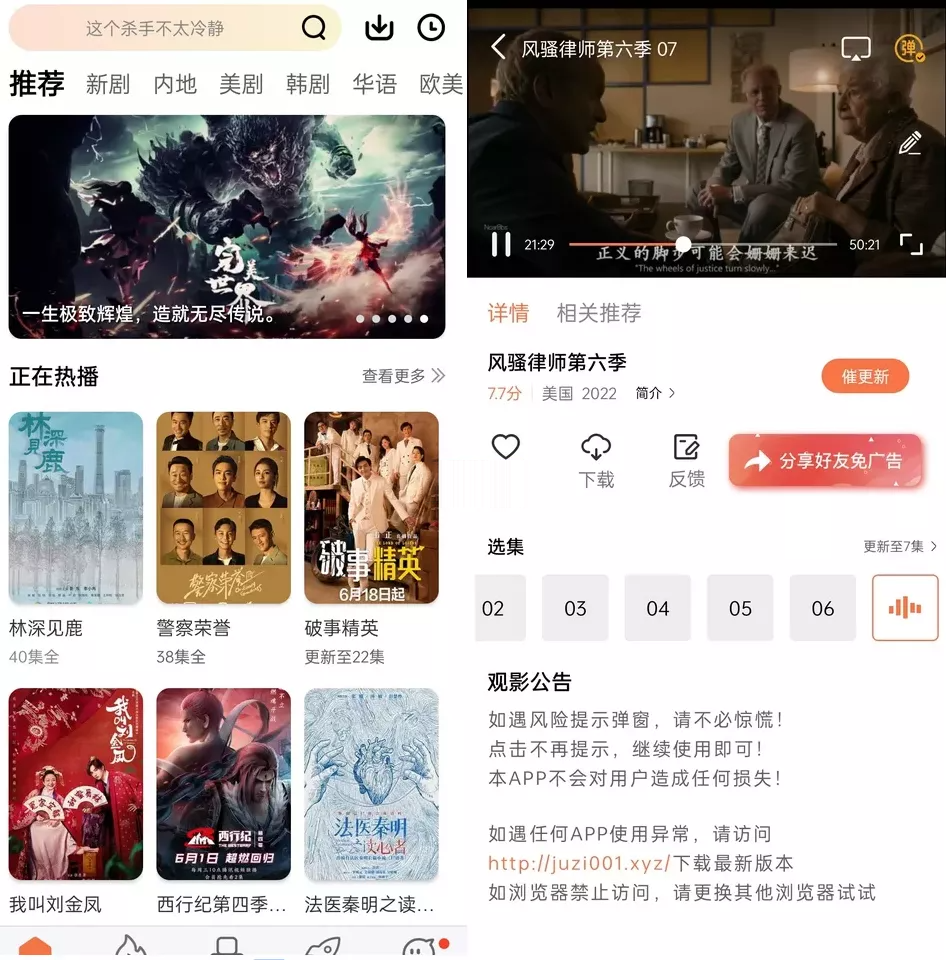 这个杀手不太冷静
推荐 新剧 内地 美剧 韩剧 华语 欧美
完美世界
一生极致辉煌，造就无尽传说。
正在热播
查看更多
林深见鹿
警察荣誉
破事精英
6月18日起
林深见鹿
40集全
警察荣誉
38集全
破事精英
更新至22集
我叫刘金凤
西行纪
第四季
6月1日 超燃回归
法医秦明
之读心者
我叫刘金凤
西行纪第四季...
法医秦明之读...
风骚律师第六季 07
弹
21:29
50:21
正义的脚步可能会姗姗来迟
"The wheels of justice turn slowly..."
详情 相关推荐
风骚律师第六季
7.7分 美国 2022 简介
催更新
下载
反馈
分享好友免广告
选集
更新至7集
02 03 04 05 06
观影公告
如遇风险提示弹窗，请不必惊慌！
点击不再提示，继续使用即可！
本APP不会对用户造成任何损失！
如遇任何APP使用异常，请访问
http://juzi001.xyz/下载最新版本
如浏览器禁止访问，请更换其他浏览器试试